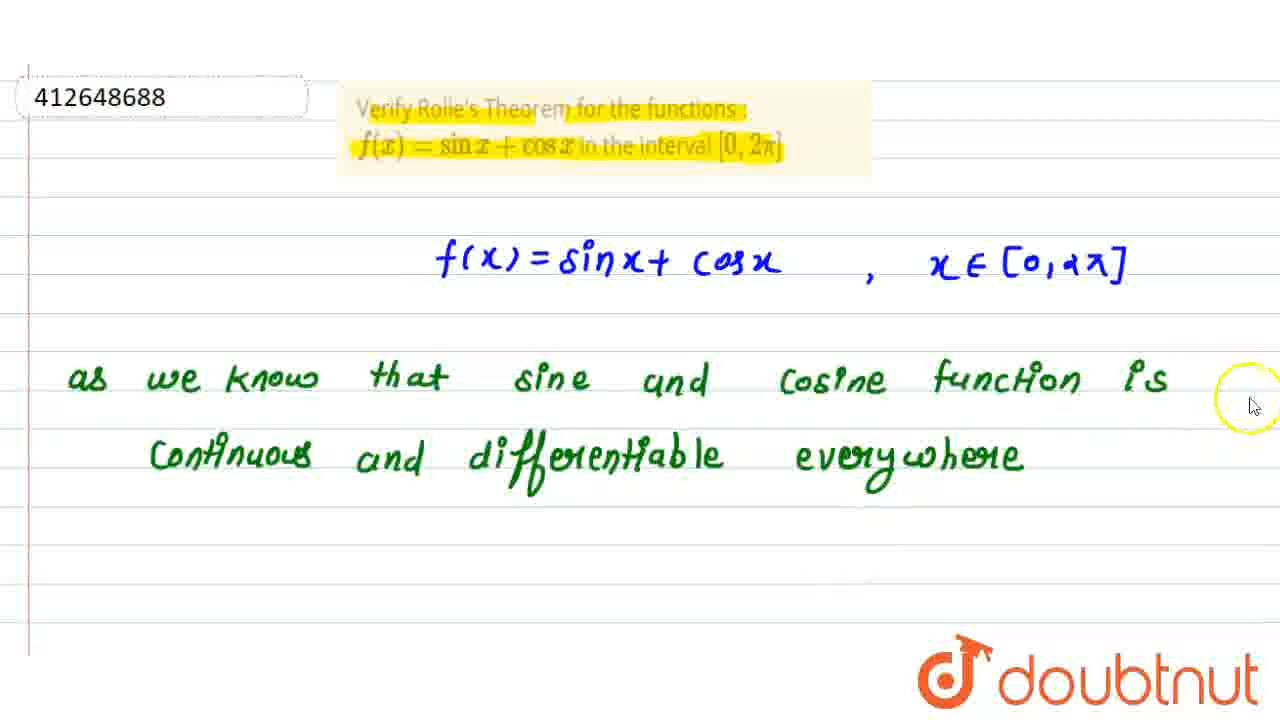 412648688
Verify Rolle's Theorem for the functions :
f(x) = sin x + cos x in the interval [0, 2π]
f(x) = sin x + cos x , x ∈ [0, 2π]
as we know that sine and cosine function is
continuous and differentiable everywhere
doubtnut